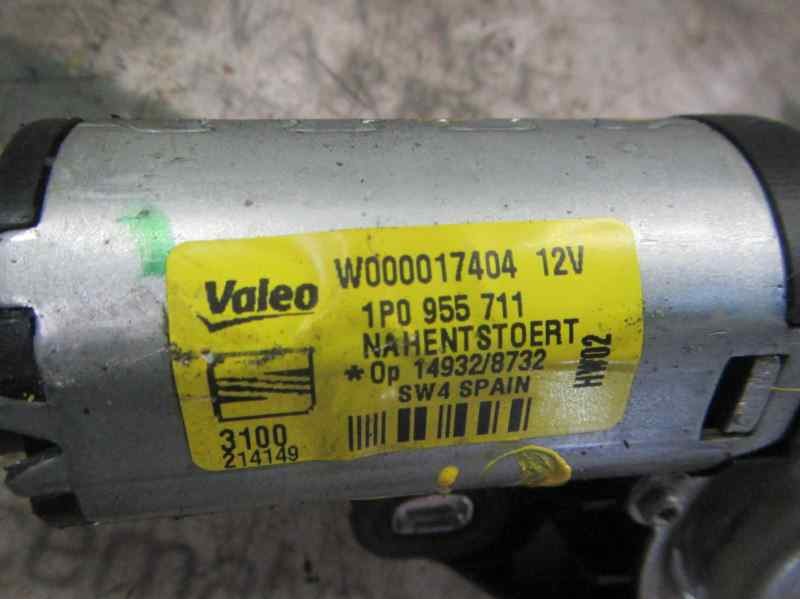 Valeo
W000017404 12V
1P0 955 711
NAHENTSTOERT
*Op 14932/8732
SW4 SPAIN
HW02
3100
214149